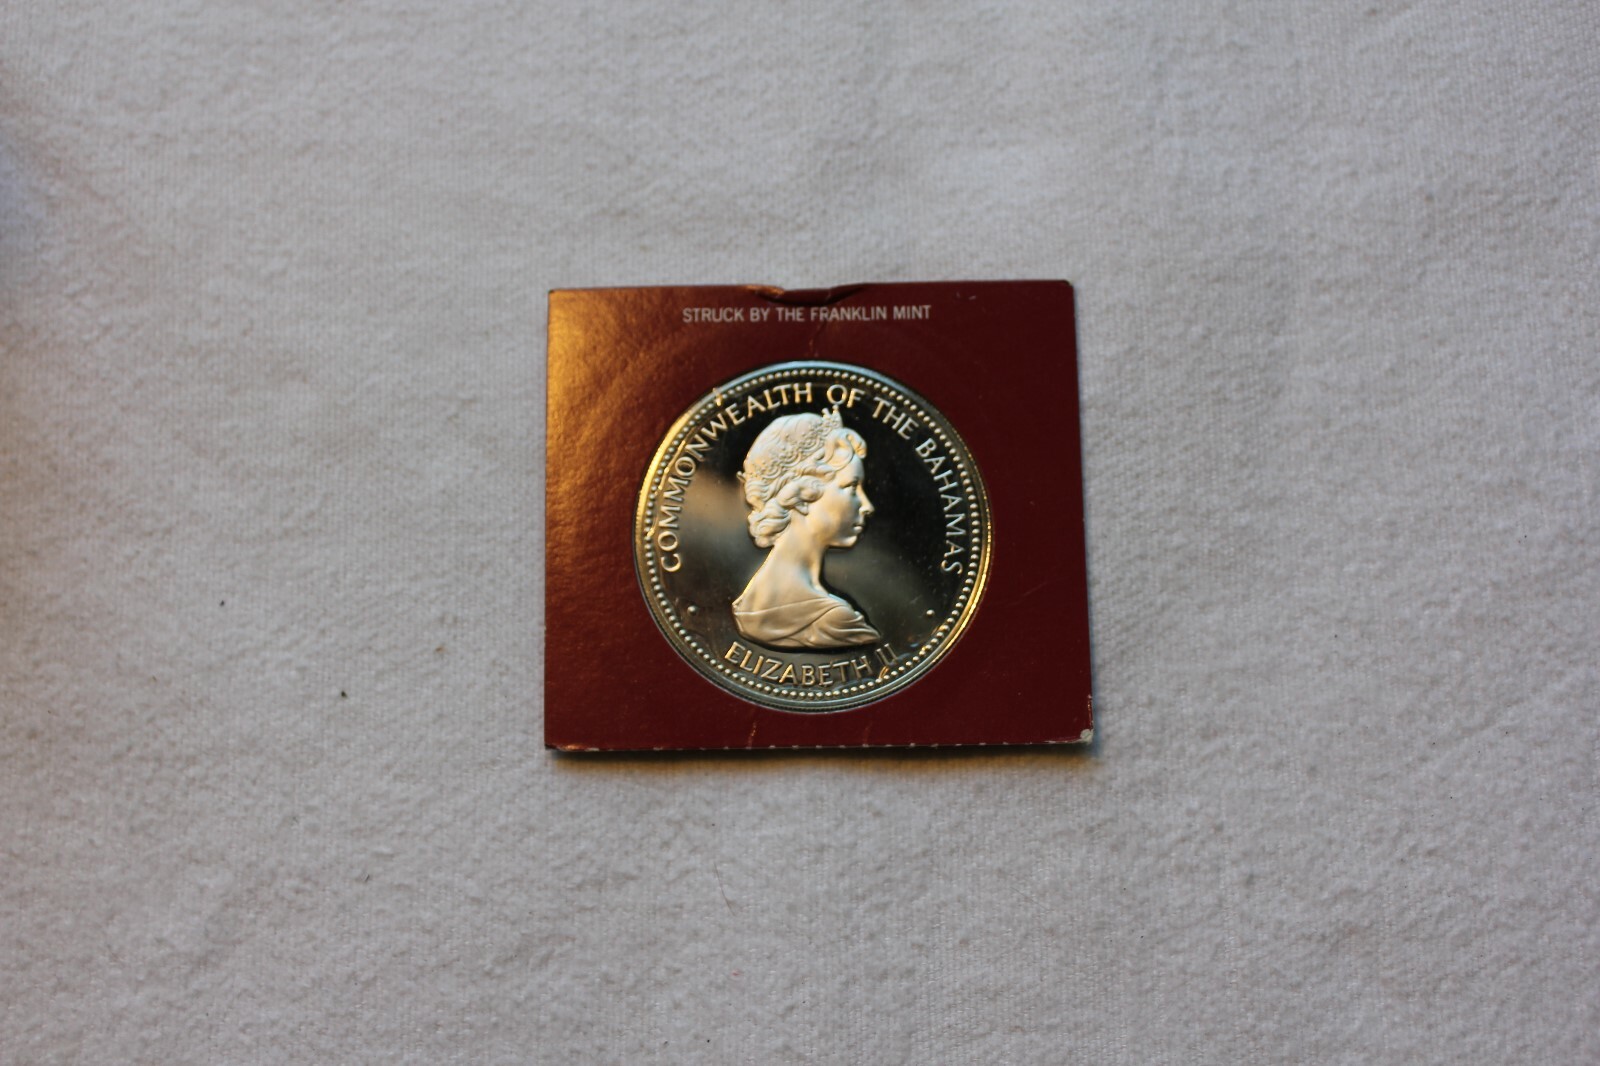 STRUCK BY THE FRANKLIN MINT
COMMONWEALTH OF THE BAHAMAS
ELIZABETH II